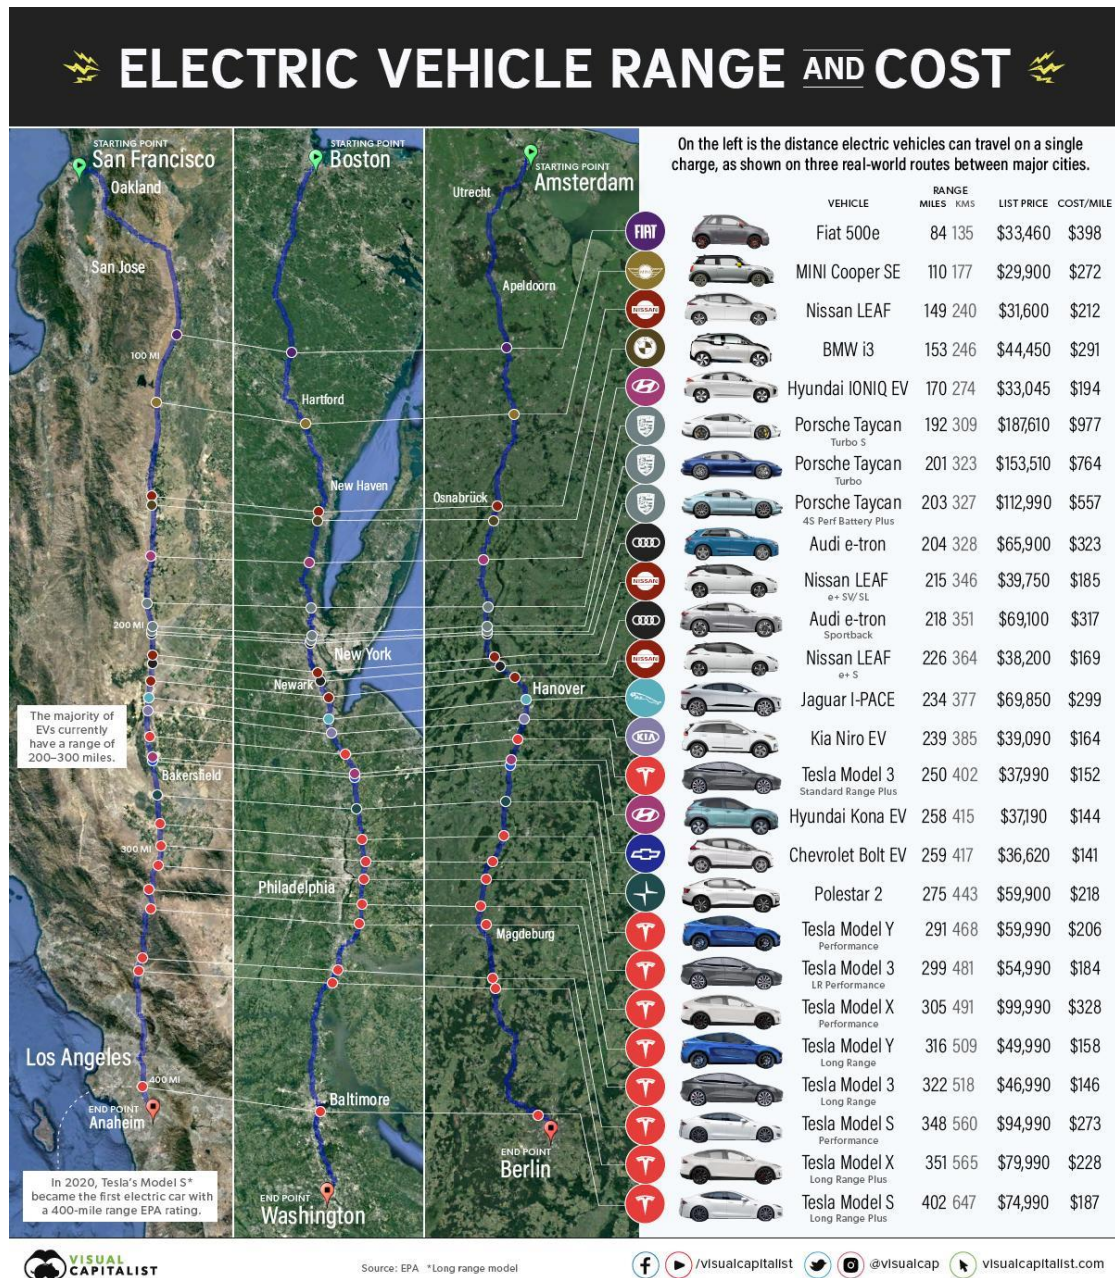 ELECTRIC VEHICLE RANGE AND COST
STARTING POINT
San Francisco
Oakland
San Jose
100 MI
200 MI
The majority of
EVs currently
have a range of
200–300 miles.
Bakersfield
300 MI
Los Angeles
400 MI
END POINT
Anaheim
In 2020, Tesla's Model S*
became the first electric car with
a 400-mile range EPA rating.
STARTING POINT
Boston
Hartford
New Haven
New York
Newark
Philadelphia
Baltimore
END POINT
Washington
STARTING POINT
Amsterdam
Utrecht
Apeldoorn
Osnabrück
Hanover
Magdeburg
END POINT
Berlin
On the left is the distance electric vehicles can travel on a single
charge, as shown on three real-world routes between major cities.
RANGE
VEHICLE MILES KMS LIST PRICE COST/MILE
FIAT Fiat 500e 84 135 $33,460 $398
MINI Cooper SE 110 177 $29,900 $272
NISSAN Nissan LEAF 149 240 $31,600 $212
BMW i3 153 246 $44,450 $291
Hyundai IONIQ EV 170 274 $33,045 $194
Porsche Taycan 192 309 $187,610 $977
Turbo S
Porsche Taycan 201 323 $153,510 $764
Turbo
Porsche Taycan 203 327 $112,990 $557
4S Perf Battery Plus
Audi e-tron 204 328 $65,900 $323
NISSAN Nissan LEAF 215 346 $39,750 $185
e+ SV/SL
Audi e-tron 218 351 $69,100 $317
Sportback
NISSAN Nissan LEAF 226 364 $38,200 $169
e+ S
Jaguar I-PACE 234 377 $69,850 $299
KIA Kia Niro EV 239 385 $39,090 $164
Tesla Model 3 250 402 $37,990 $152
Standard Range Plus
Hyundai Kona EV 258 415 $37,190 $144
Chevrolet Bolt EV 259 417 $36,620 $141
Polestar 2 275 443 $59,900 $218
Tesla Model Y 291 468 $59,990 $206
Performance
Tesla Model 3 299 481 $54,990 $184
LR Performance
Tesla Model X 305 491 $99,990 $328
Performance
Tesla Model Y 316 509 $49,990 $158
Long Range
Tesla Model 3 322 518 $46,990 $146
Long Range
Tesla Model S 348 560 $94,990 $273
Performance
Tesla Model X 351 565 $79,990 $228
Long Range Plus
Tesla Model S 402 647 $74,990 $187
Long Range Plus
VISUAL
CAPITALIST
Source: EPA *Long range model
/visualcapitalist @visualcap visualcapitalist.com